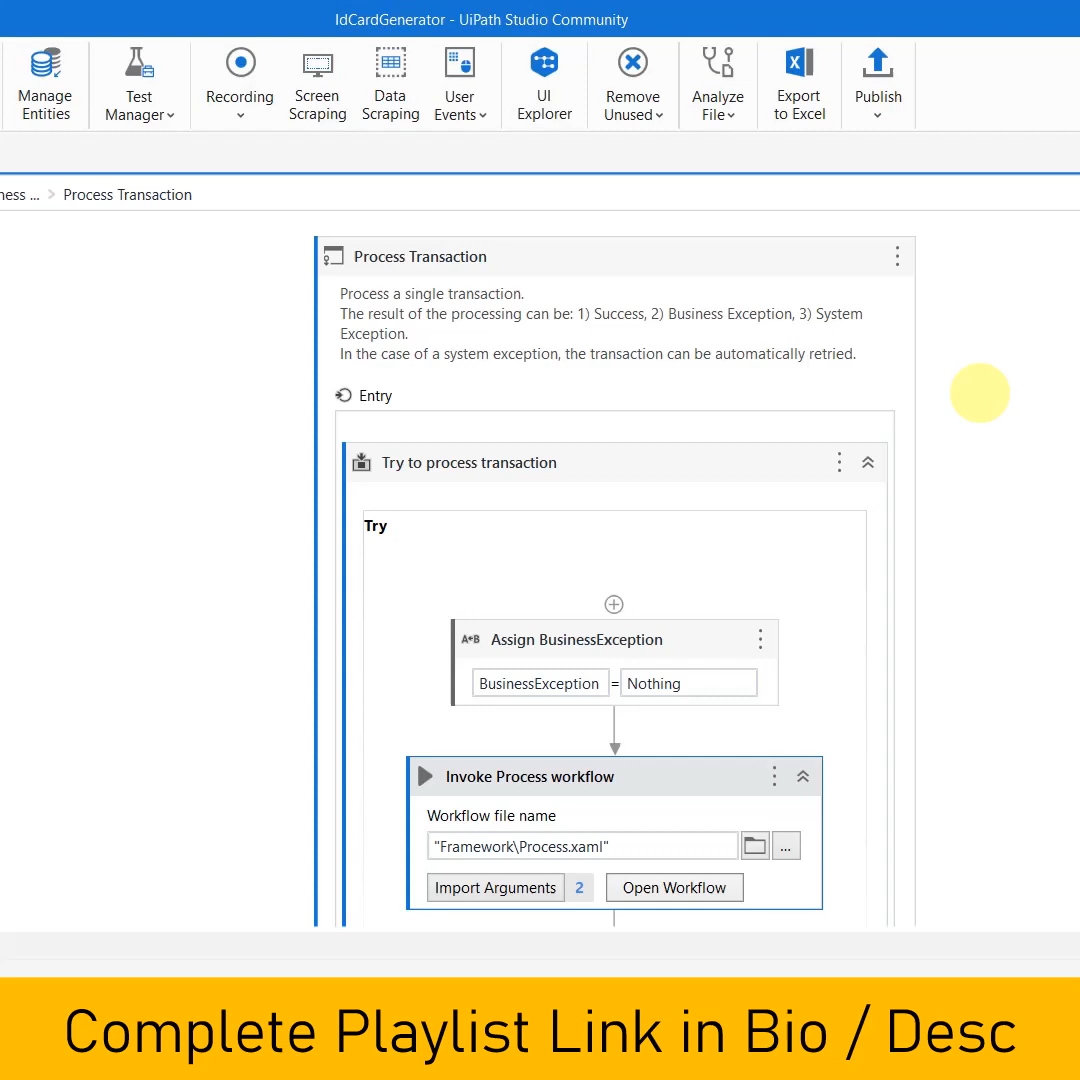 IdCardGenerator - UiPath Studio Community
Manage Entities
Test Manager
Recording
Screen Scraping
Data Scraping
User Events
UI Explorer
Remove Unused
Analyze File
Export to Excel
Publish
ness ... > Process Transaction
Process Transaction
Process a single transaction.
The result of the processing can be: 1) Success, 2) Business Exception, 3) System
Exception.
In the case of a system exception, the transaction can be automatically retried.
Entry
Try to process transaction
Try
A+B Assign BusinessException
BusinessException = Nothing
Invoke Process workflow
Workflow file name
"Framework\Process.xaml" ...
Import Arguments 2 Open Workflow
Complete Playlist Link in Bio / Desc